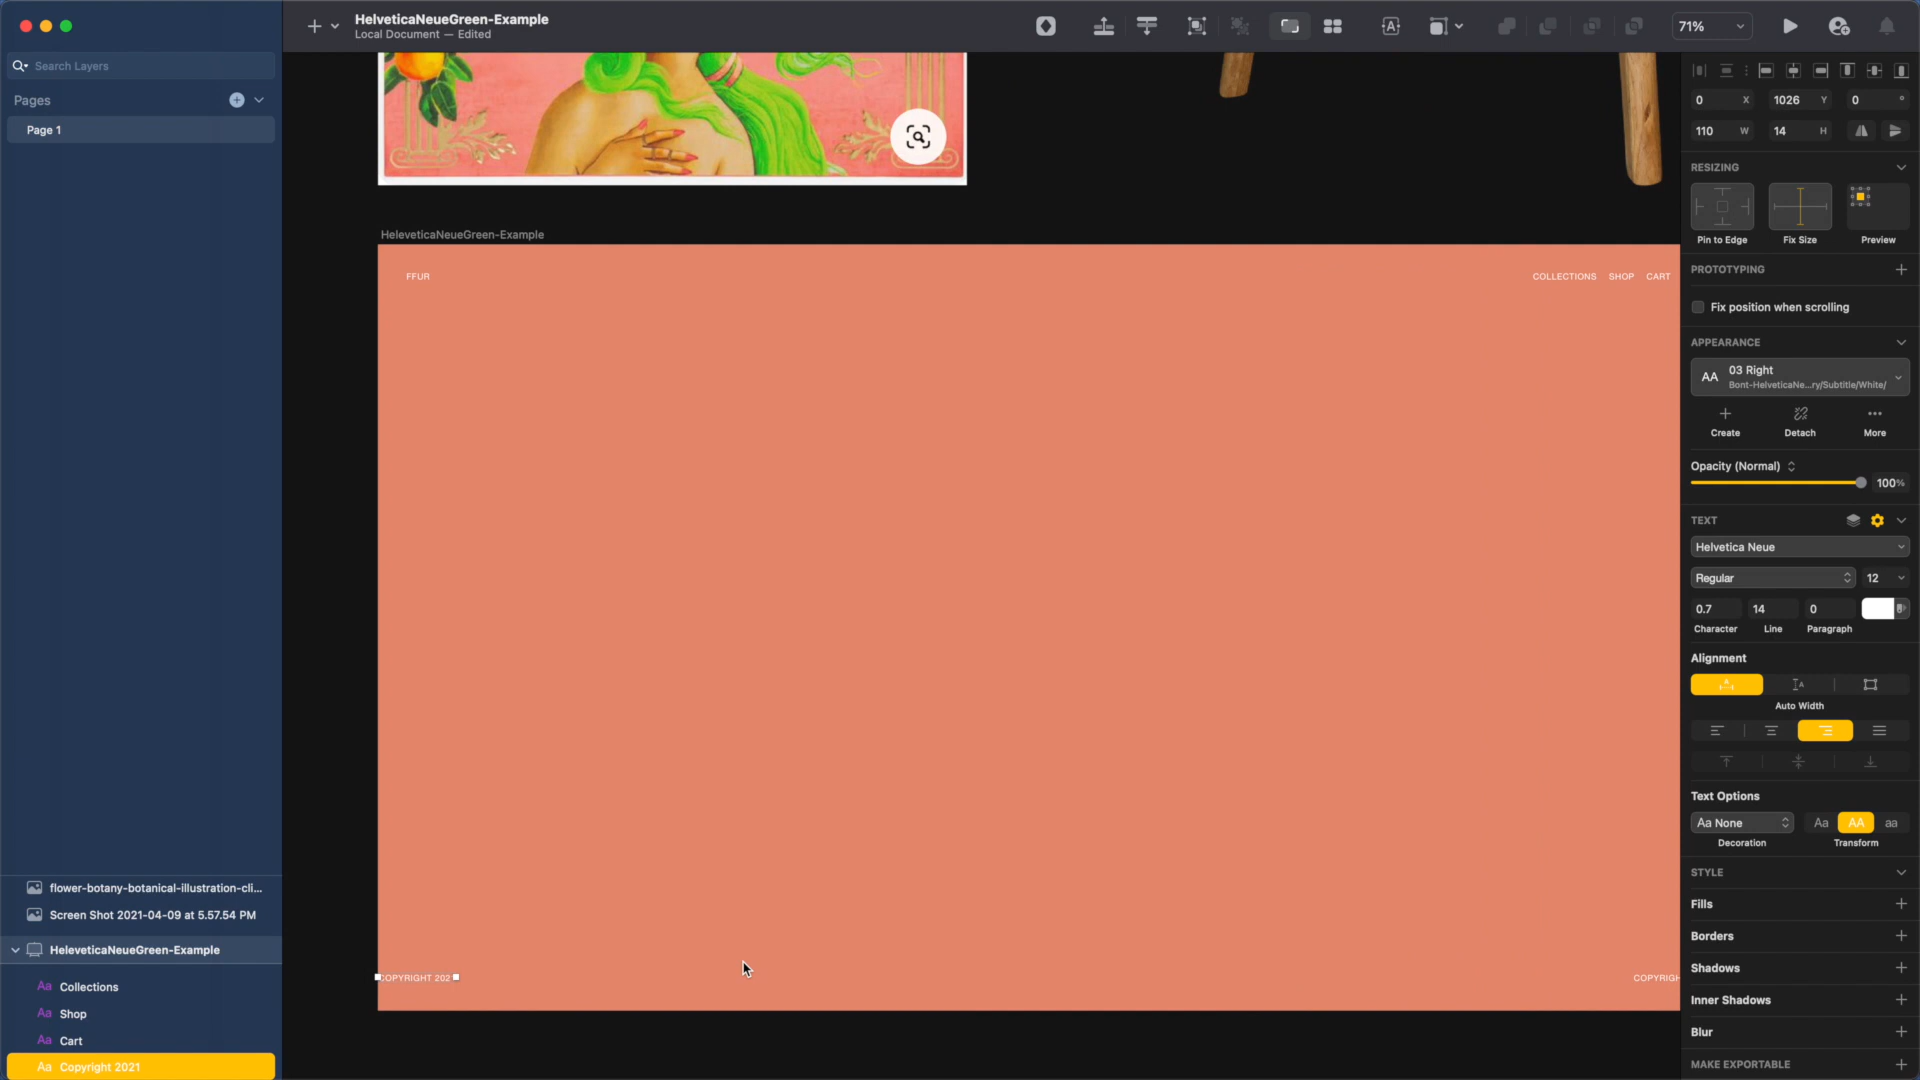 HelveticaNeueGreen-Example
Local Document — Edited
71%
Search Layers
Pages
Page 1
flower-botany-botanical-illustration-cli...
Screen Shot 2021-04-09 at 5.57.54 PM
HeleveticaNeueGreen-Example
Aa Collections
Aa Shop
Aa Cart
Aa Copyright 2021
HeleveticaNeueGreen-Example
FFUR
COLLECTIONS SHOP CART
COPYRIGHT 202
COPYRIGH
0 X 1026 Y 0 °
110 W 14 H
RESIZING
Pin to Edge Fix Size Preview
PROTOTYPING
Fix position when scrolling
APPEARANCE
AA 03 Right
Bont-HelveticaNe...ry/Subtitle/White/
Create Detach More
Opacity (Normal)
100%
TEXT
Helvetica Neue
Regular 12
0.7 14 0
Character Line Paragraph
Alignment
Auto Width
Text Options
Aa None Aa AA aa
Decoration Transform
STYLE
Fills
Borders
Shadows
Inner Shadows
Blur
MAKE EXPORTABLE